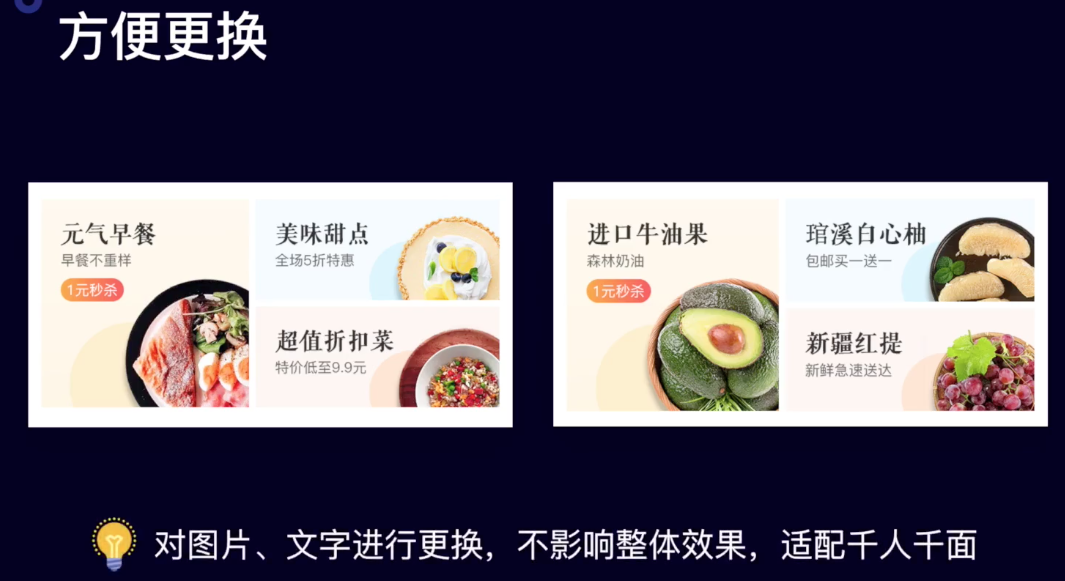 方便更换
元气早餐
早餐不重样
1元秒杀
美味甜点
全场5折特惠
超值折扣菜
特价低至9.9元
进口牛油果
森林奶油
1元秒杀
琯溪白心柚
包邮买一送一
新疆红提
新鲜急速送达
对图片、文字进行更换，不影响整体效果，适配千人千面